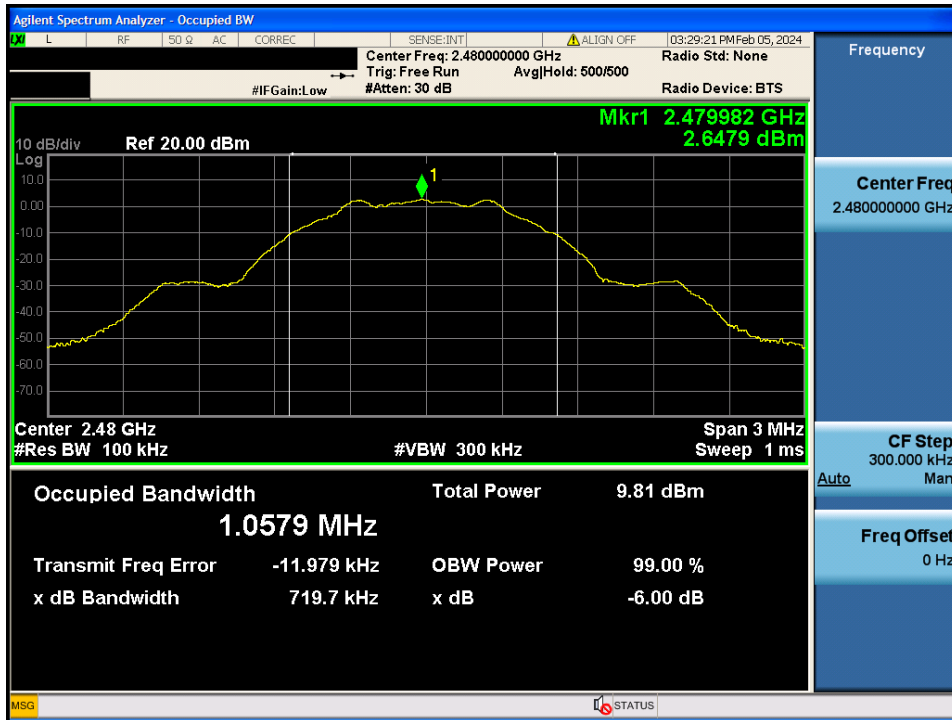 Agilent Spectrum Analyzer - Occupied BW
LXI L RF 50 Ω AC CORREC SENSE:INT ALIGN OFF 03:29:21 PM Feb 05, 2024
Center Freq: 2.480000000 GHz Radio Std: None
Trig: Free Run Avg|Hold: 500/500
#IFGain:Low #Atten: 30 dB Radio Device: BTS
Mkr1 2.479982 GHz
2.6479 dBm
10 dB/div Ref 20.00 dBm
Log
10.0
1
0.00
-10.0
-20.0
-30.0
-40.0
-50.0
-60.0
-70.0
Center 2.48 GHz Span 3 MHz
#Res BW 100 kHz #VBW 300 kHz Sweep 1 ms
Occupied Bandwidth Total Power 9.81 dBm
1.0579 MHz
Transmit Freq Error -11.979 kHz OBW Power 99.00 %
x dB Bandwidth 719.7 kHz x dB -6.00 dB
Frequency
Center Freq
2.480000000 GHz
CF Step
300.000 kHz
Auto Man
Freq Offset
0 Hz
MSG STATUS